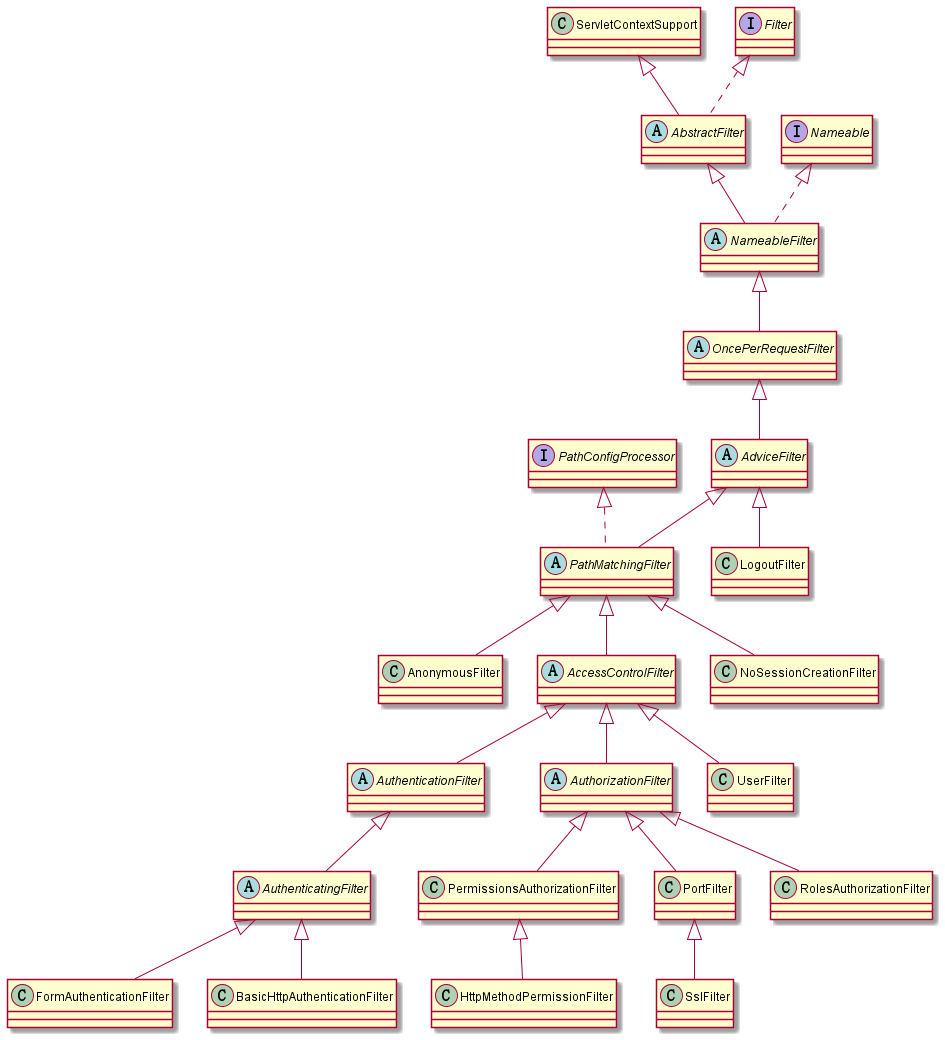 C ServletContextSupport
I Filter
A AbstractFilter
I Nameable
A NameableFilter
A OncePerRequestFilter
I PathConfigProcessor
A AdviceFilter
A PathMatchingFilter
C LogoutFilter
C AnonymousFilter
A AccessControlFilter
C NoSessionCreationFilter
A AuthenticationFilter
A AuthorizationFilter
C UserFilter
A AuthenticatingFilter
C PermissionsAuthorizationFilter
C PortFilter
C RolesAuthorizationFilter
C FormAuthenticationFilter
C BasicHttpAuthenticationFilter
C HttpMethodPermissionFilter
C SslFilter